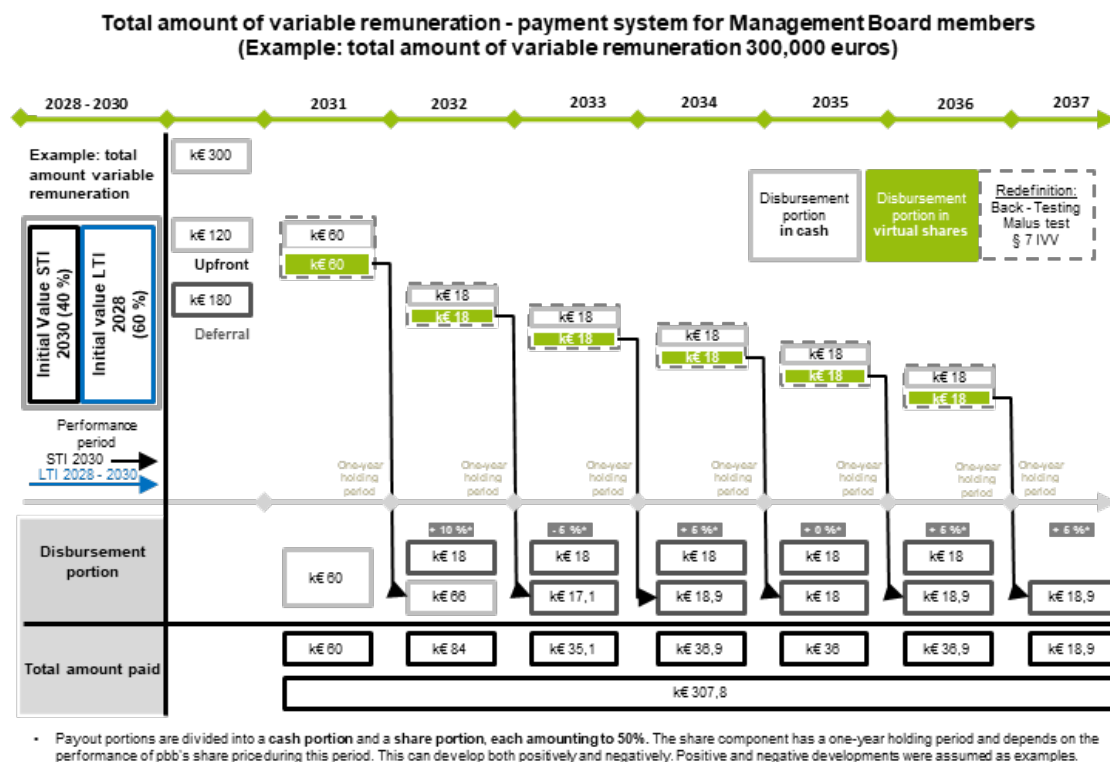 Total amount of variable remuneration - payment system for Management Board members
(Example: total amount of variable remuneration 300,000 euros)
2028 - 2030
2031
2032
2033
2034
2035
2036
2037
Example: total
amount variable
remuneration
k€ 300
Disbursement
portion
in cash
Disbursement
portion in
virtual shares
Redefinition:
Back - Testing
Malus test
§ 7 IVV
Initial Value STI
2030 (40 %)
Initial value LTI
2028
(60 %)
k€ 120
Upfront
k€ 180
Deferral
k€ 60
k€ 60
k€ 18
k€ 18
k€ 18
k€ 18
k€ 18
k€ 18
k€ 18
k€ 18
k€ 18
k€ 18
Performance
period
STI 2030
LTI 2028 - 2030
One-year
holding
period
One-year
holding
period
One-year
holding
period
One-year
holding
period
One-year
holding
period
One-year
holding
period
+ 10 %*
- 5 %*
+ 5 %*
+ 0 %*
+ 5 %*
+ 5 %*
Disbursement
portion
k€ 60
k€ 18
k€ 18
k€ 18
k€ 18
k€ 18
k€ 66
k€ 17,1
k€ 18,9
k€ 18
k€ 18,9
k€ 18,9
Total amount paid
k€ 60
k€ 84
k€ 35,1
k€ 36,9
k€ 36
k€ 36,9
k€ 18,9
k€ 307,8
• Payout portions are divided into a cash portion and a share portion, each amounting to 50%. The share component has a one-year holding period and depends on the
performance of pbb's share price during this period. This can develop both positively and negatively. Positive and negative developments were assumed as examples.